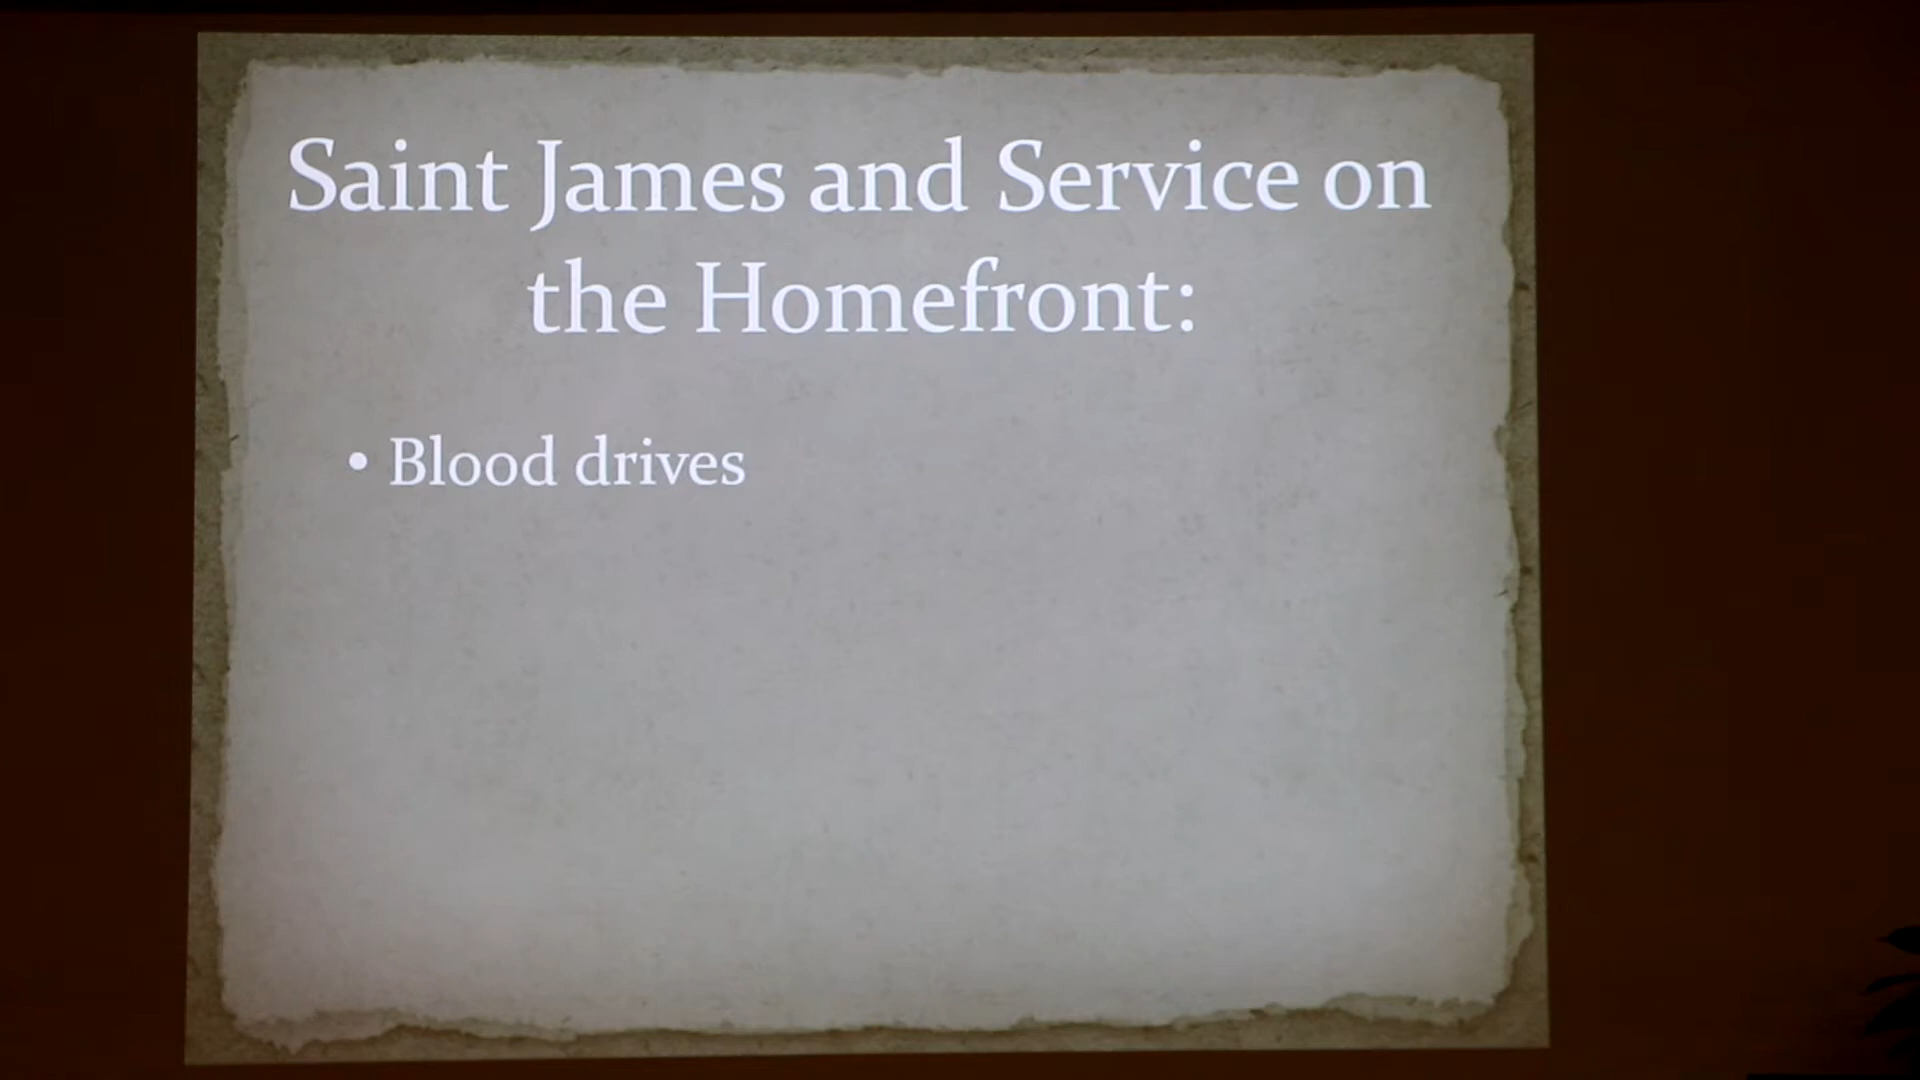 Saint James and Service on
the Homefront:
• Blood drives